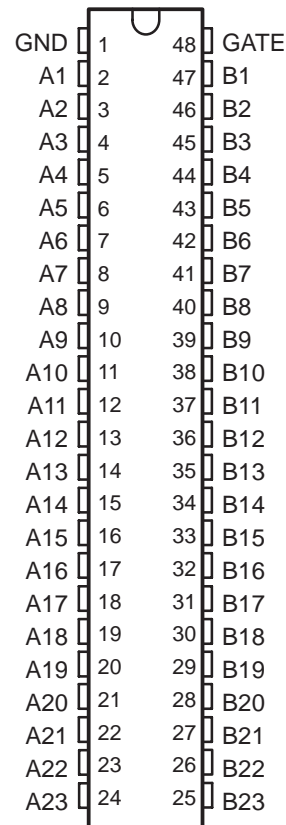 GND 1 48 GATE
A1 2 47 B1
A2 3 46 B2
A3 4 45 B3
A4 5 44 B4
A5 6 43 B5
A6 7 42 B6
A7 8 41 B7
A8 9 40 B8
A9 10 39 B9
A10 11 38 B10
A11 12 37 B11
A12 13 36 B12
A13 14 35 B13
A14 15 34 B14
A15 16 33 B15
A16 17 32 B16
A17 18 31 B17
A18 19 30 B18
A19 20 29 B19
A20 21 28 B20
A21 22 27 B21
A22 23 26 B22
A23 24 25 B23